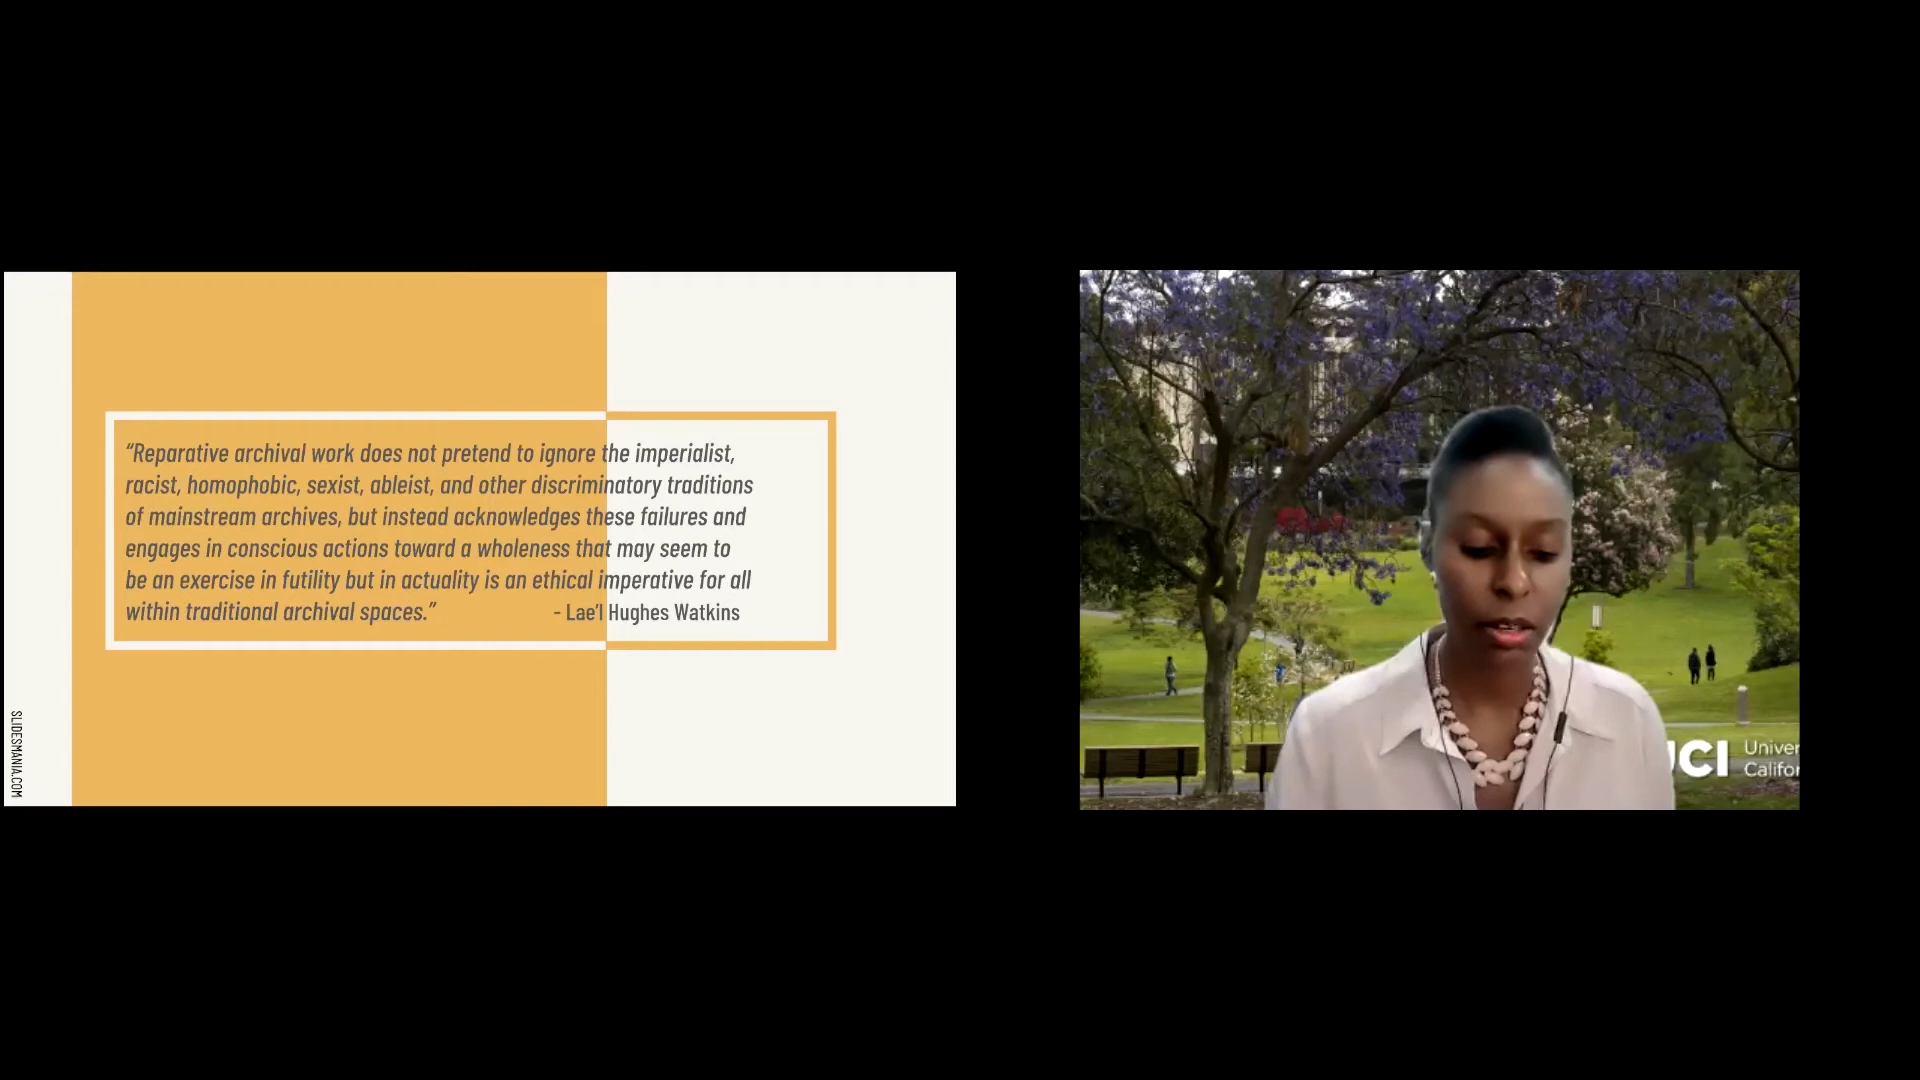 “Reparative archival work does not pretend to ignore the imperialist,
racist, homophobic, sexist, ableist, and other discriminatory traditions
of mainstream archives, but instead acknowledges these failures and
engages in conscious actions toward a wholeness that may seem to
be an exercise in futility but in actuality is an ethical imperative for all
within traditional archival spaces.” - Lae’l Hughes Watkins
SLIDESMANIA.COM
UCI
Univer
Califor